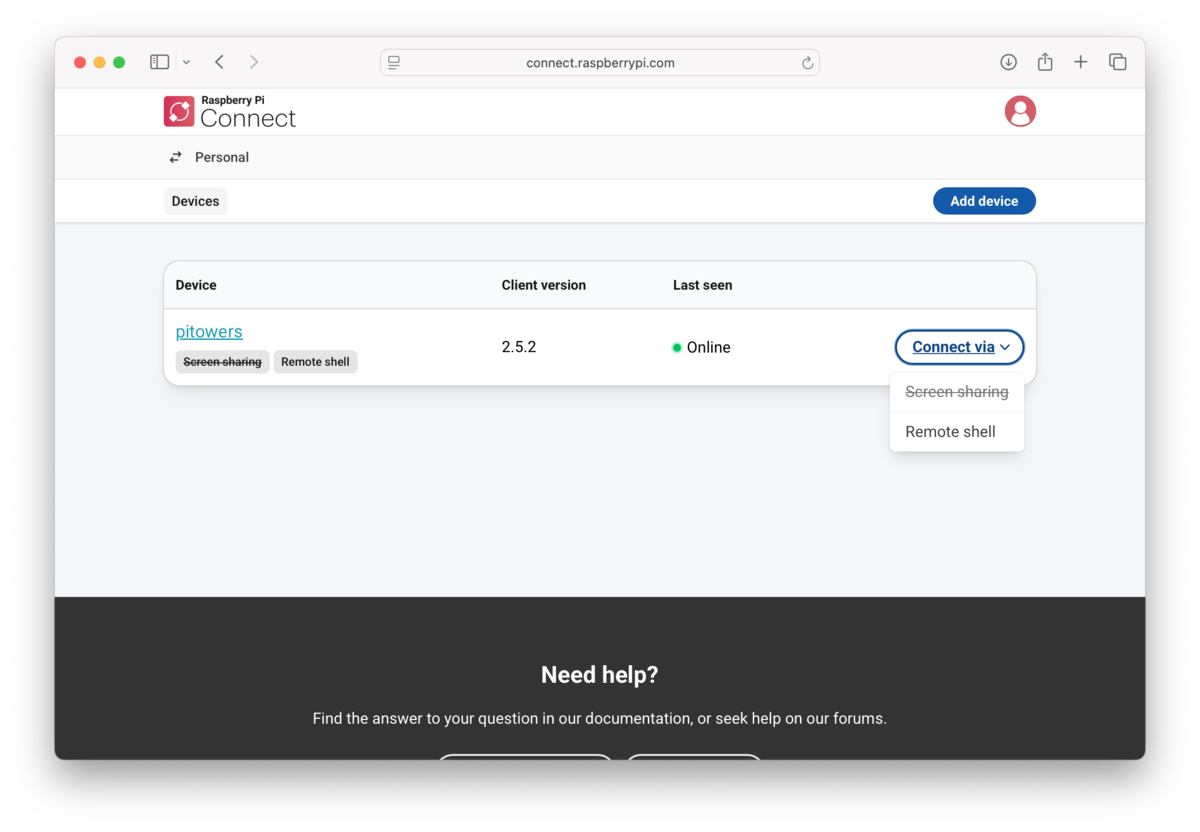 connect.raspberrypi.com
Raspberry Pi
Connect
Personal
Devices
Add device
Device Client version Last seen
pitowers
Screen sharing Remote shell
2.5.2
Online
Connect via
Screen sharing
Remote shell
Need help?
Find the answer to your question in our documentation, or seek help on our forums.